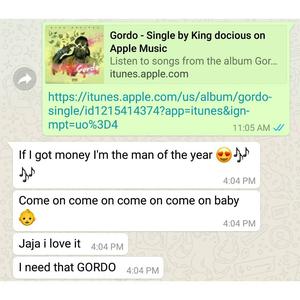 Gordo - Single by King docious on
Apple Music
Listen to songs from the album Gor...
itunes.apple.com
https://itunes.apple.com/us/album/gordo-
single/id1215414374?app=itunes&ign-
mpt=uo%3D4
11:05 AM
If I got money I'm the man of the year 😍🎶
🎶
4:04 PM
Come on come on come on come on baby
👶
4:04 PM
Jaja i love it 4:04 PM
I need that GORDO 4:04 PM